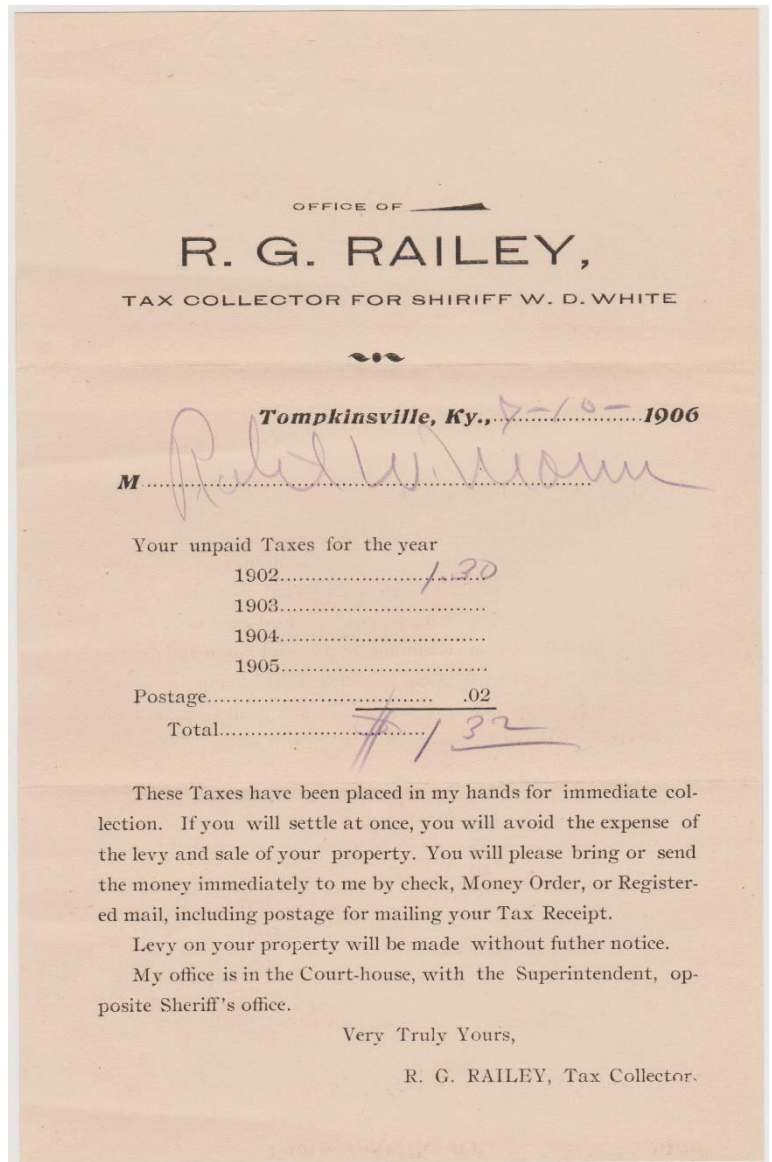 OFFICE OF
R. G. RAILEY,
TAX COLLECTOR FOR SHIRIFF W. D. WHITE
Tompkinsville, Ky., 7-10- 1906
M W.
Your unpaid Taxes for the year
1902 1.30
1903
1904
1905
Postage .02
Total $1 32
These Taxes have been placed in my hands for immediate col-
lection. If you will settle at once, you will avoid the expense of
the levy and sale of your property. You will please bring or send
the money immediately to me by check, Money Order, or Register-
ed mail, including postage for mailing your Tax Receipt.
Levy on your property will be made without futher notice.
My office is in the Court-house, with the Superintendent, op-
posite Sheriff's office.
Very Truly Yours,
R. G. RAILEY, Tax Collector.